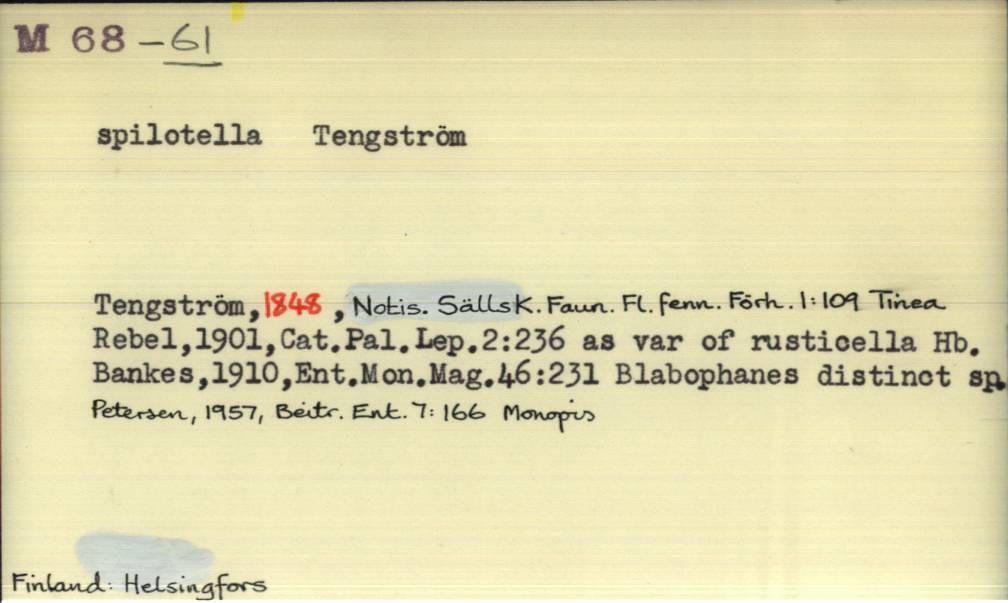 M 68 - 61
spilotella Tengström
Tengström, 1848, Notis. SällsK. Faun. Fl. fenn. Förh. 1:109 Tinea
Rebel,1901,Cat.Pal.Lep.2:236 as var of rusticella Hb.
Bankes,1910,Ent.Mon.Mag.46:231 Blabophanes distinct sp.
Petersen, 1957, Beitr. Ent. 7: 166 Monopis
Finland: Helsingfors